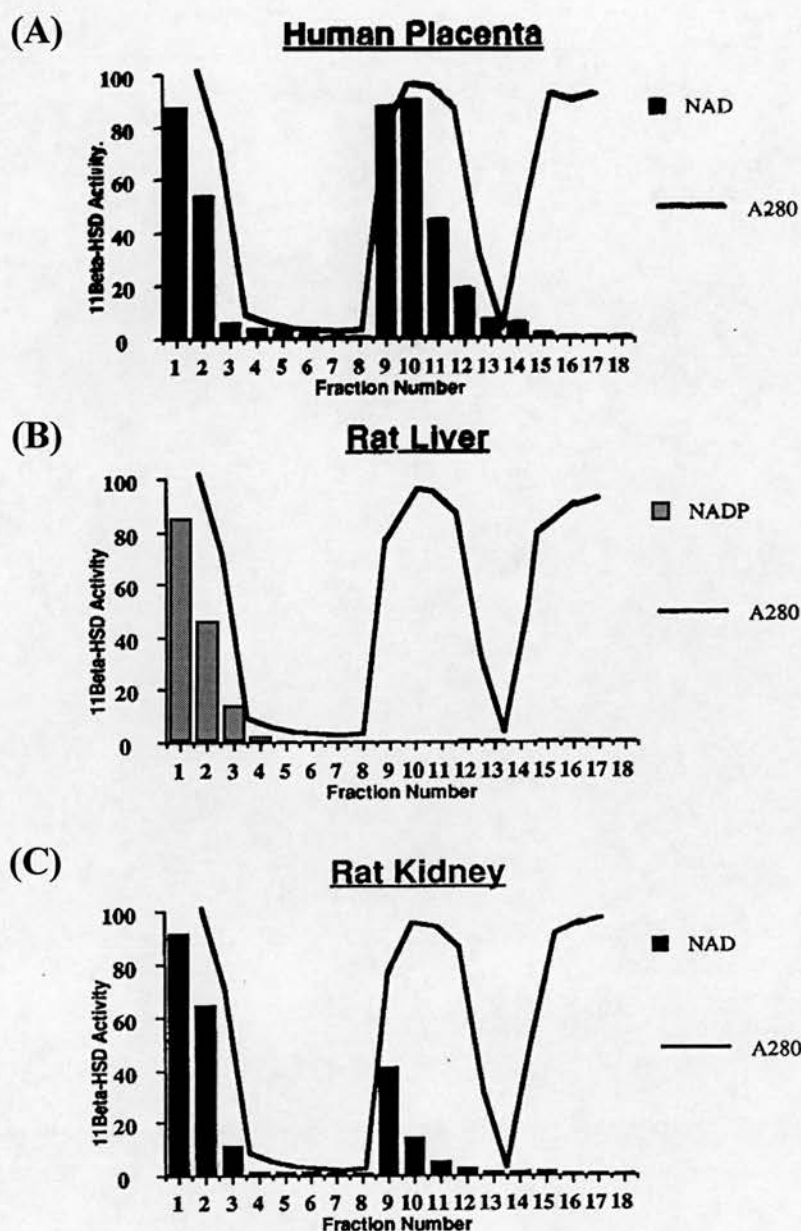 (A)
Human Placenta
11Beta-HSD Activity.
100
80
60
40
20
0
1 2 3 4 5 6 7 8 9 10 11 12 13 14 15 16 17 18
Fraction Number
NAD
A280
(B)
Rat Liver
11Beta-HSD Activity
100
80
60
40
20
0
1 2 3 4 5 6 7 8 9 10 11 12 13 14 15 16 17 18
Fraction Number
NADP
A280
(C)
Rat Kidney
11Beta-HSD Activity
100
80
60
40
20
0
1 2 3 4 5 6 7 8 9 10 11 12 13 14 15 16 17 18
Fraction Number
NAD
A280